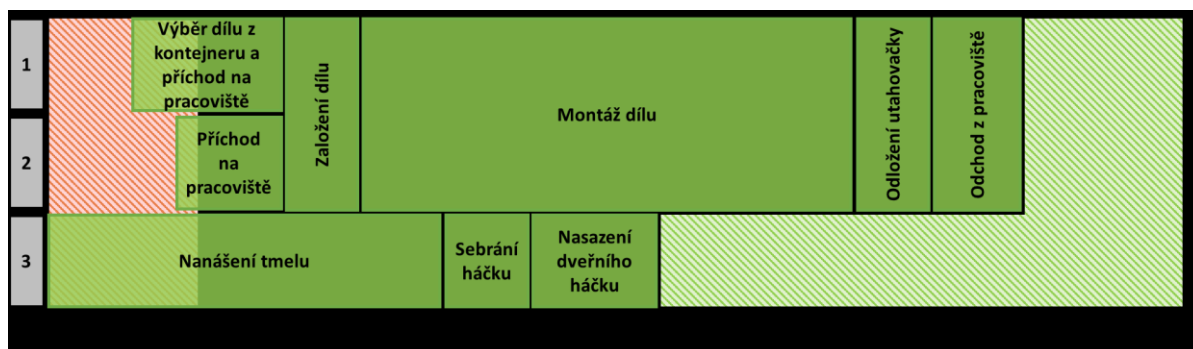 1
Výběr dílu z
kontejneru a
příchod na
pracoviště
Založení dílu
Montáž dílu
Odložení utahovačky
Odchod z pracoviště
2
Příchod
na
pracoviště
3
Nanášení tmelu
Sebrání
háčku
Nasazení
dveřního
háčku